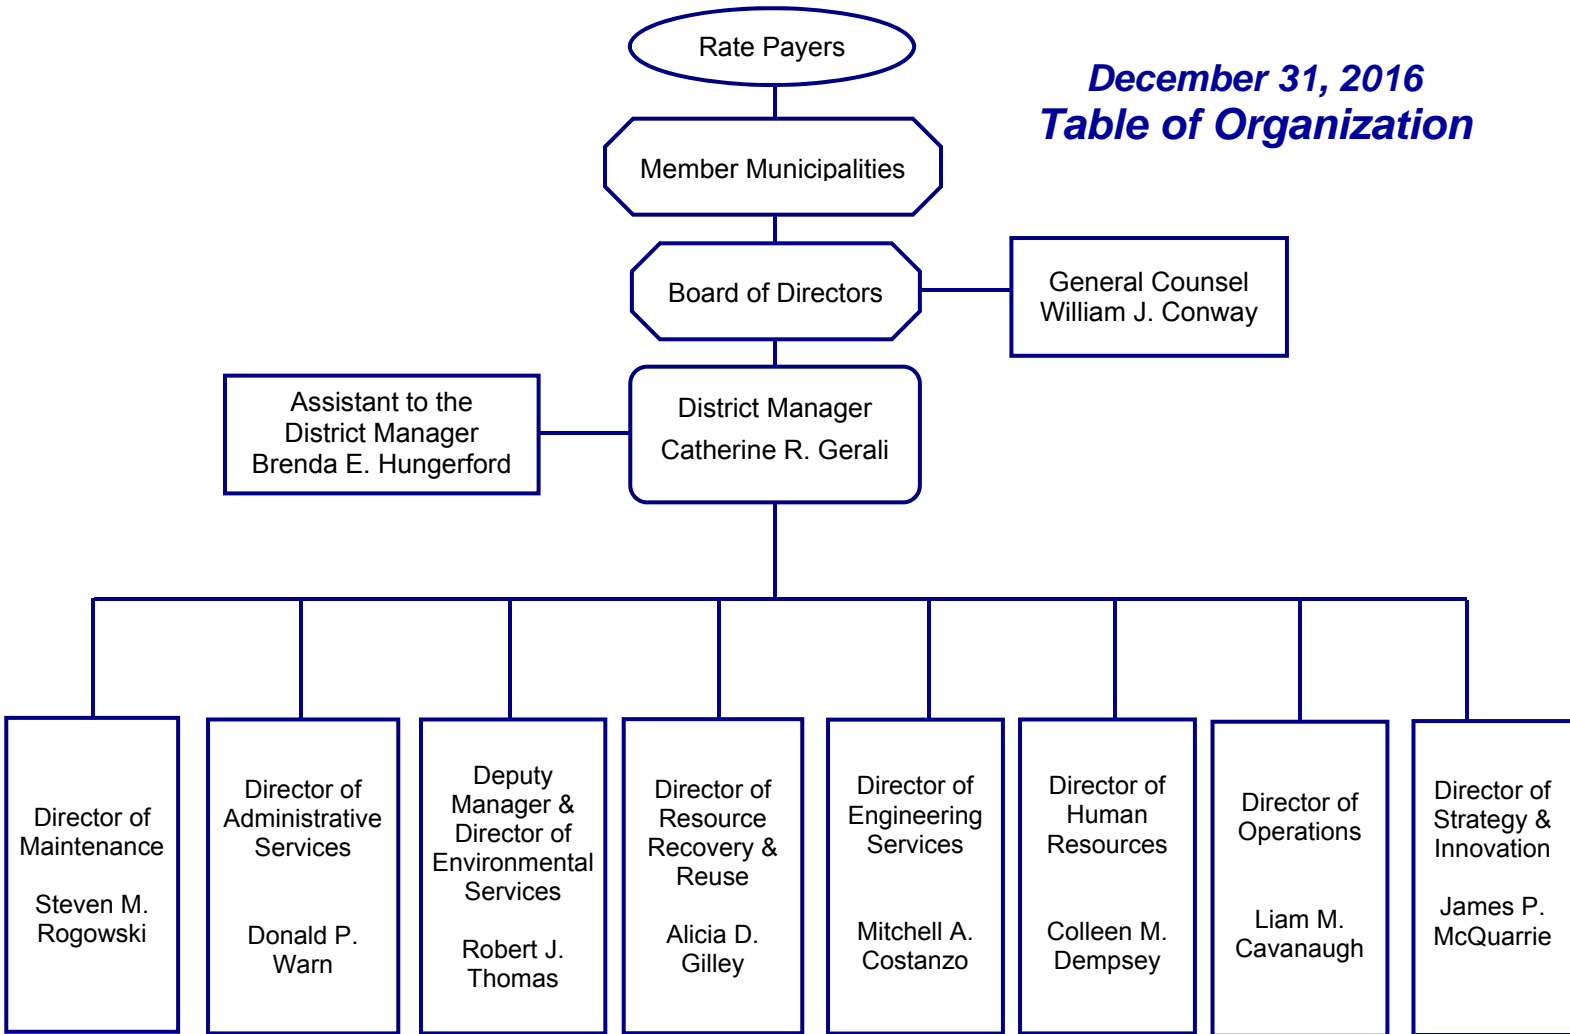 Rate Payers
December 31, 2016
Table of Organization
Member Municipalities
Board of Directors
General Counsel
William J. Conway
Assistant to the
District Manager
Brenda E. Hungerford
District Manager
Catherine R. Gerali
Director of
Maintenance
Steven M.
Rogowski
Director of
Administrative
Services
Donald P.
Warn
Deputy
Manager &
Director of
Environmental
Services
Robert J.
Thomas
Director of
Resource
Recovery &
Reuse
Alicia D.
Gilley
Director of
Engineering
Services
Mitchell A.
Costanzo
Director of
Human
Resources
Colleen M.
Dempsey
Director of
Operations
Liam M.
Cavanaugh
Director of
Strategy &
Innovation
James P.
McQuarrie